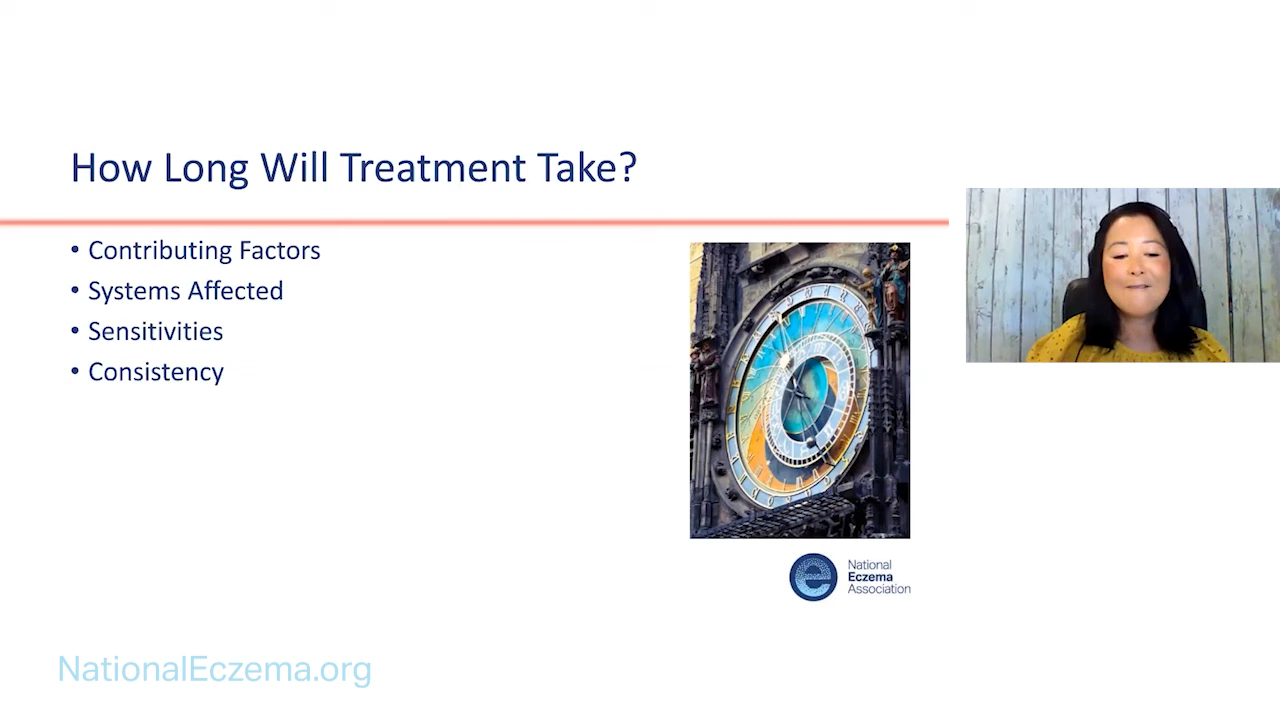 How Long Will Treatment Take?
• Contributing Factors
• Systems Affected
• Sensitivities
• Consistency
National
Eczema
Association
NationalEczema.org